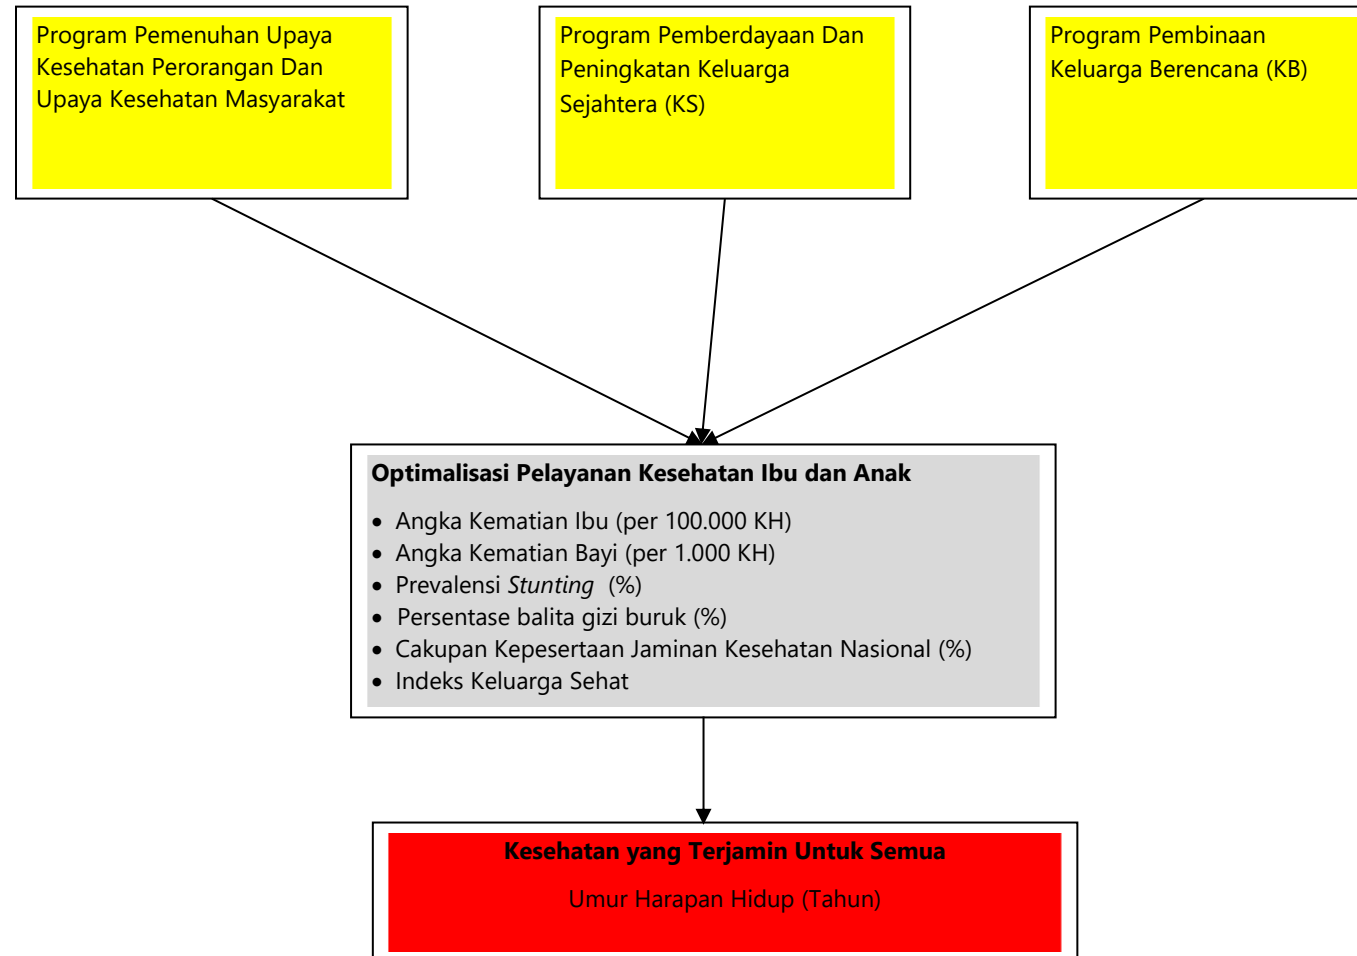 Program Pemenuhan Upaya
Kesehatan Perorangan Dan
Upaya Kesehatan Masyarakat
Program Pemberdayaan Dan
Peningkatan Keluarga
Sejahtera (KS)
Program Pembinaan
Keluarga Berencana (KB)
Optimalisasi Pelayanan Kesehatan Ibu dan Anak
• Angka Kematian Ibu (per 100.000 KH)
• Angka Kematian Bayi (per 1.000 KH)
• Prevalensi Stunting (%)
• Persentase balita gizi buruk (%)
• Cakupan Kepesertaan Jaminan Kesehatan Nasional (%)
• Indeks Keluarga Sehat
Kesehatan yang Terjamin Untuk Semua
Umur Harapan Hidup (Tahun)